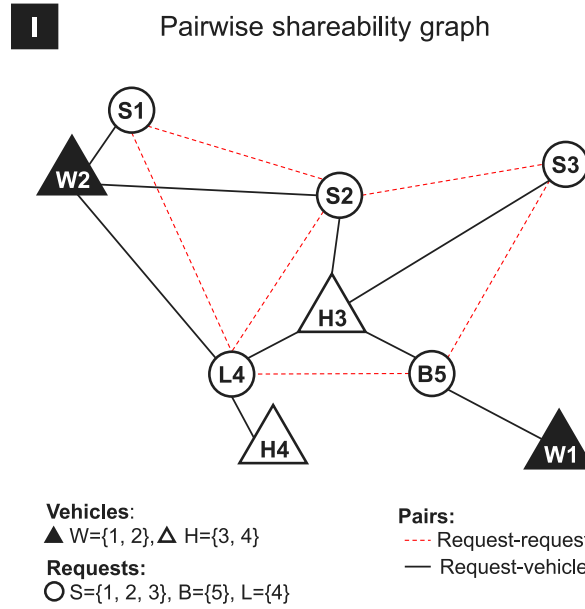 I Pairwise shareability graph
S1
S3
W2
S2
H3
L4
B5
H4
W1
Vehicles:
W={1, 2}, H={3, 4}
Requests:
S={1, 2, 3}, B={5}, L={4}
Pairs:
Request-request
Request-vehicle